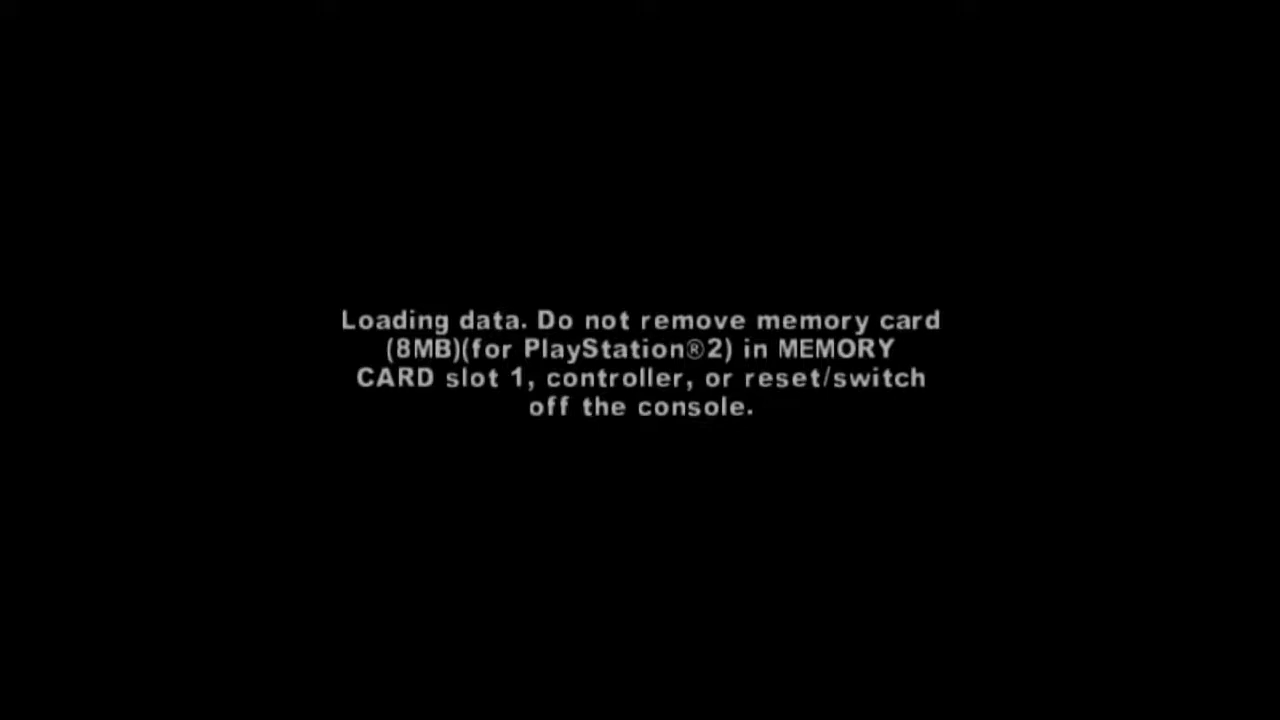 Loading data. Do not remove memory card
(8MB)(for PlayStation®2) in MEMORY
CARD slot 1, controller, or reset/switch
off the console.